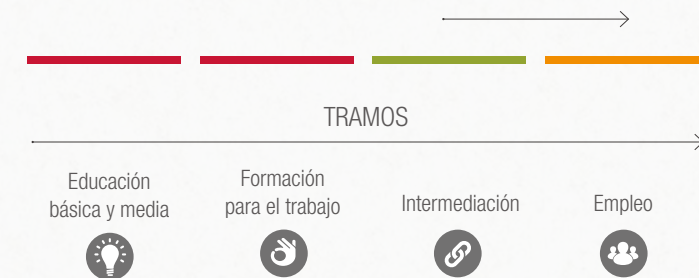 TRAMOS
Educación
básica y media
Formación
para el trabajo
Intermediación
Empleo